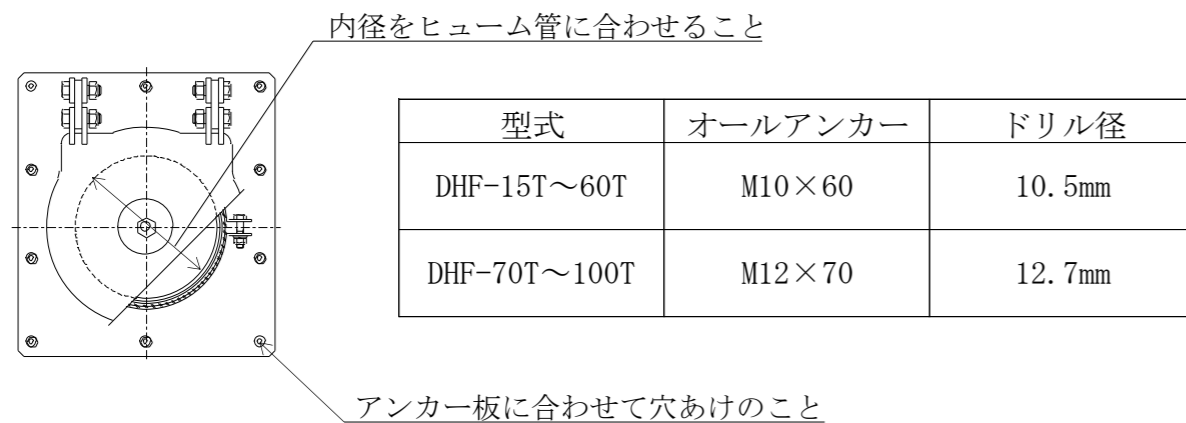 内径をヒューム管に合わせること
型式 オールアンカー ドリル径
DHF-15T～60T M10×60 10.5mm
DHF-70T～100T M12×70 12.7mm
アンカー板に合わせて穴あけのこと